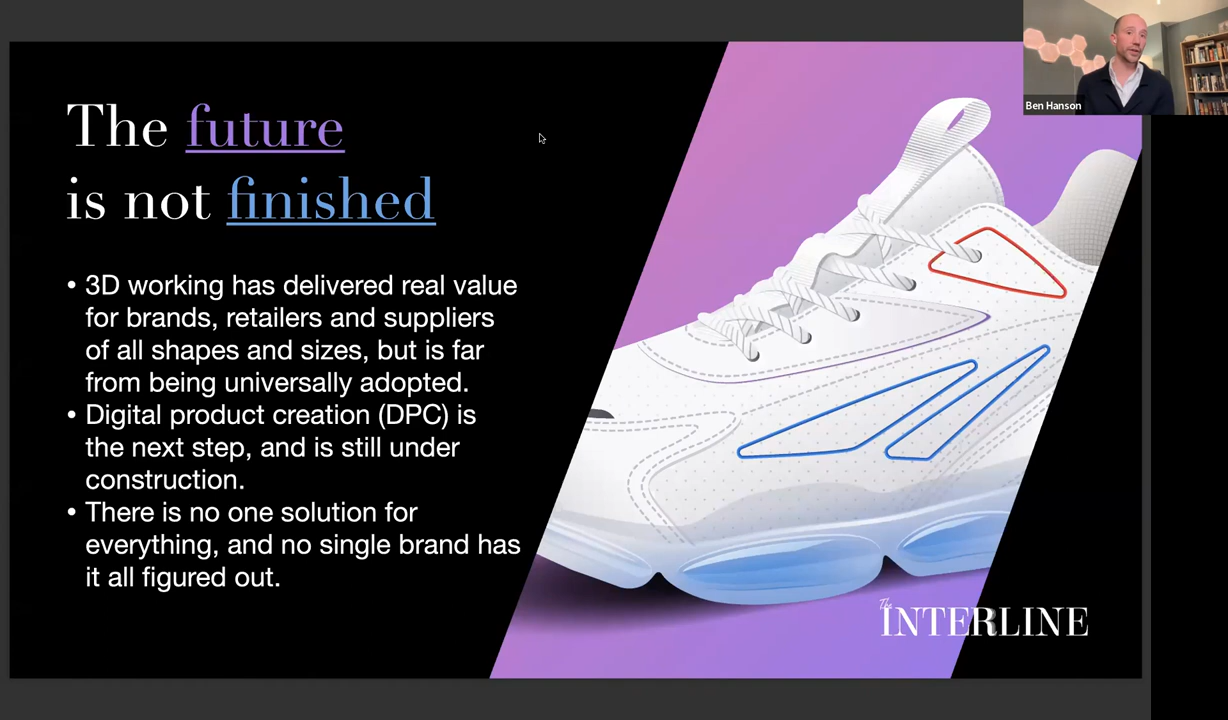 The future
is not finished
• 3D working has delivered real value
for brands, retailers and suppliers
of all shapes and sizes, but is far
from being universally adopted.
• Digital product creation (DPC) is
the next step, and is still under
construction.
• There is no one solution for
everything, and no single brand has
it all figured out.
Ben Hanson
The
INTERLINE